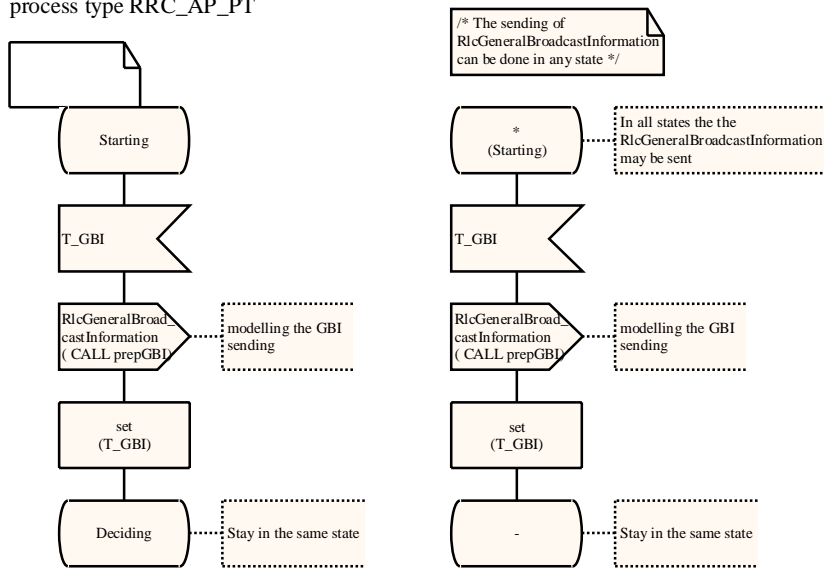 process type RRC_AP_PT
Starting
T_GBI
RlcGeneralBroad_
castInformation
( CALL prepGBI)
modelling the GBI
sending
set
(T_GBI)
Deciding
Stay in the same state
/* The sending of
RlcGeneralBroadcastInformation
can be done in any state */
*
(Starting)
In all states the the
RlcGeneralBroadcastInformation
may be sent
T_GBI
RlcGeneralBroad_
castInformation
( CALL prepGBI)
modelling the GBI
sending
set
(T_GBI)
-
Stay in the same state